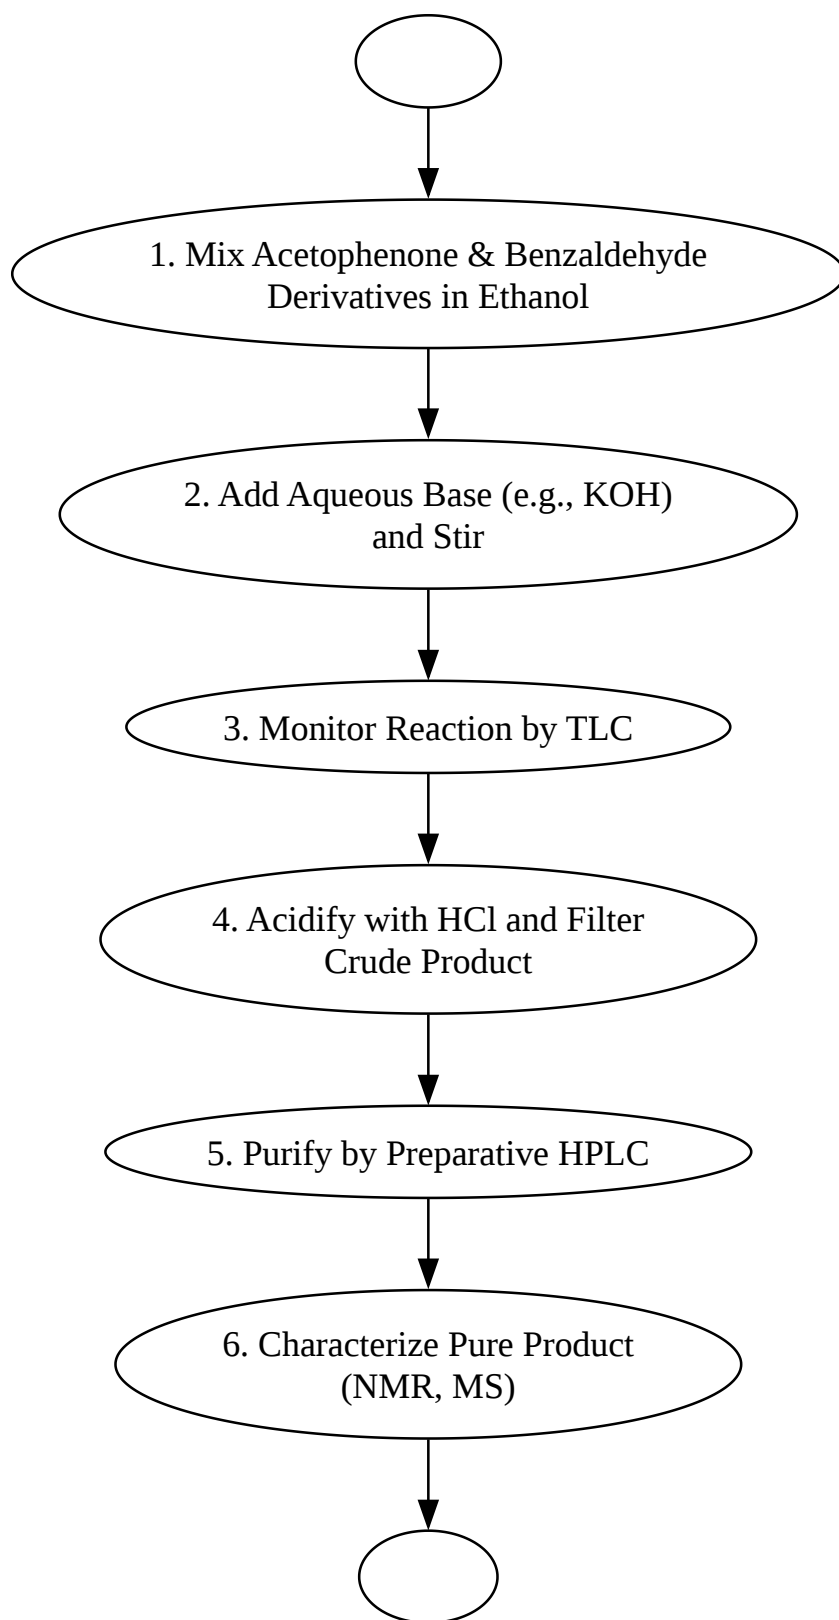 1. Mix Acetophenone & Benzaldehyde
Derivatives in Ethanol
2. Add Aqueous Base (e.g., KOH)
and Stir
3. Monitor Reaction by TLC
4. Acidify with HCl and Filter
Crude Product
5. Purify by Preparative HPLC
6. Characterize Pure Product
(NMR, MS)